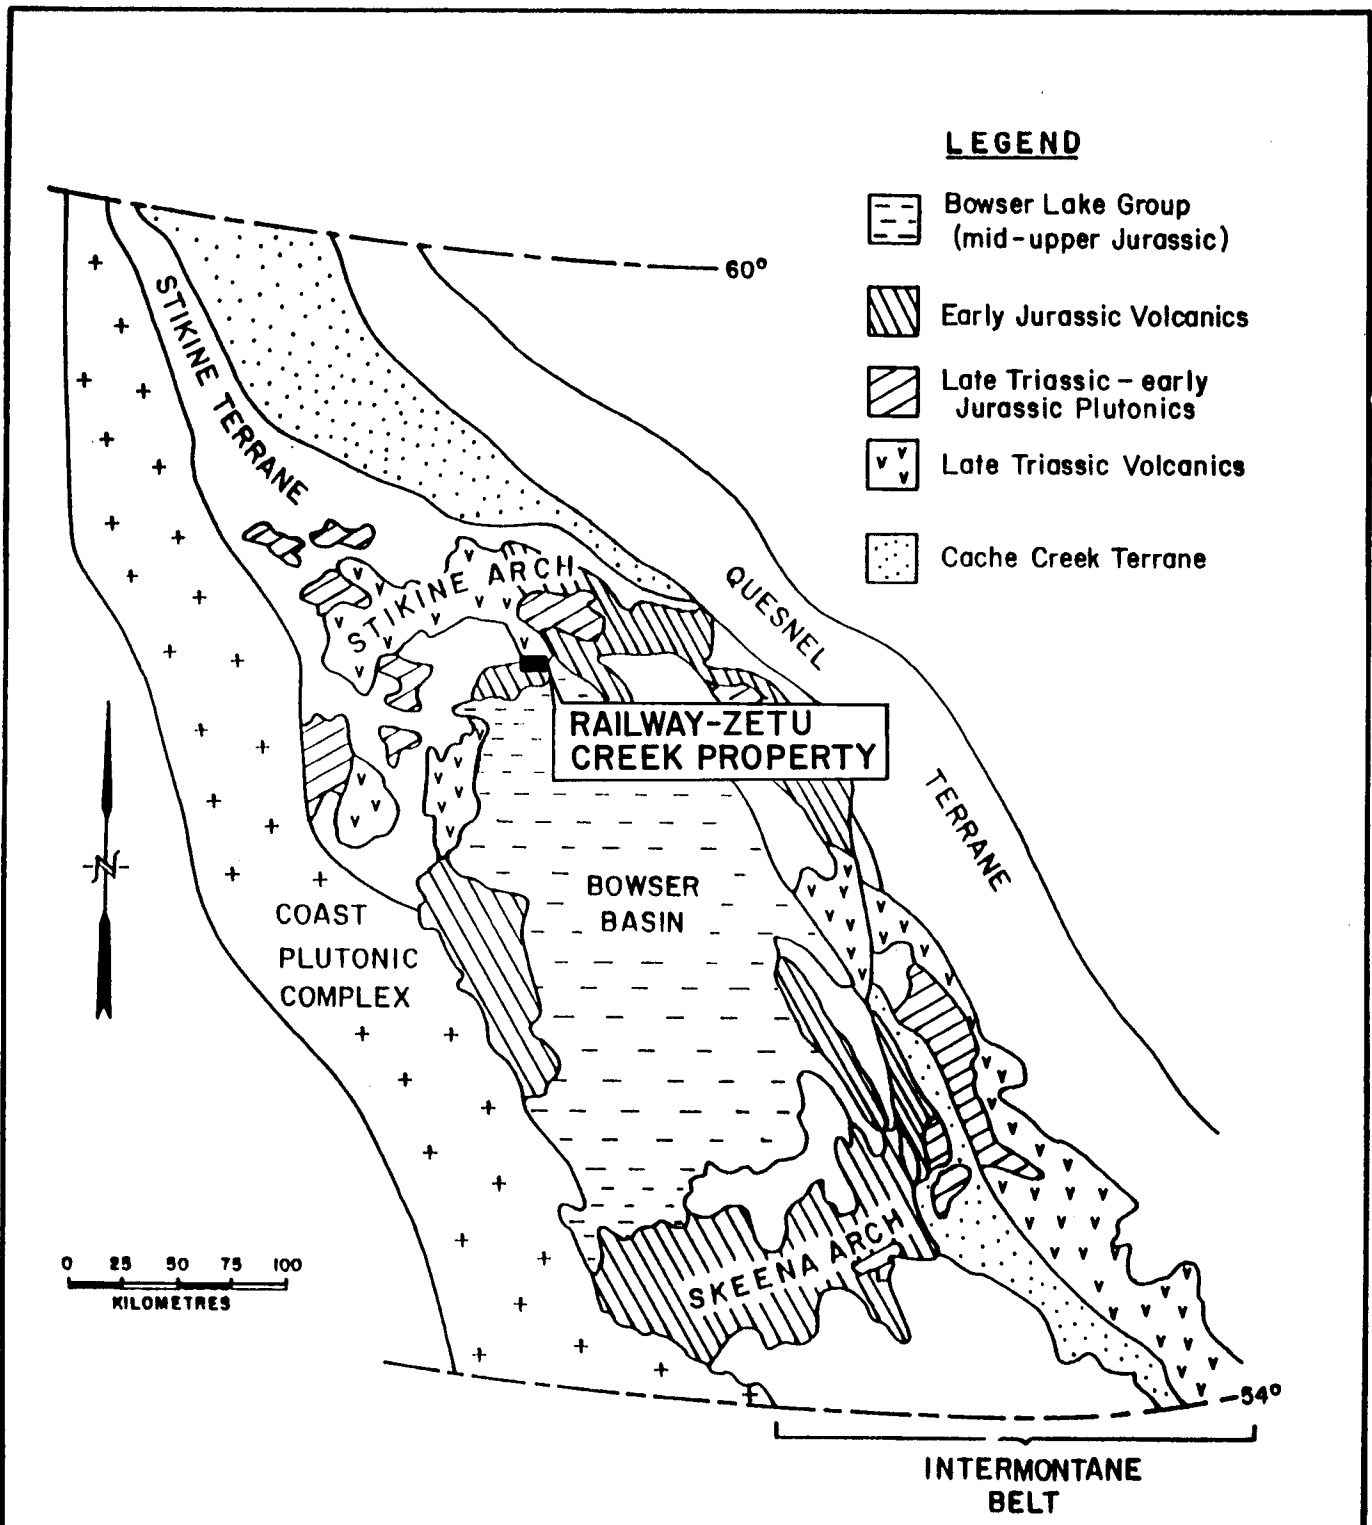 LEGEND
Bowser Lake Group
(mid-upper Jurassic)
Early Jurassic Volcanics
Late Triassic - early
Jurassic Plutonics
Late Triassic Volcanics
Cache Creek Terrane
60°
STIKINE TERRANE
STIKINE ARCH
QUESNEL
TERRANE
RAILWAY-ZETU
CREEK PROPERTY
N
BOWSER
BASIN
COAST
PLUTONIC
COMPLEX
SKEENA ARCH
0 25 50 75 100
KILOMETRES
54°
INTERMONTANE
BELT